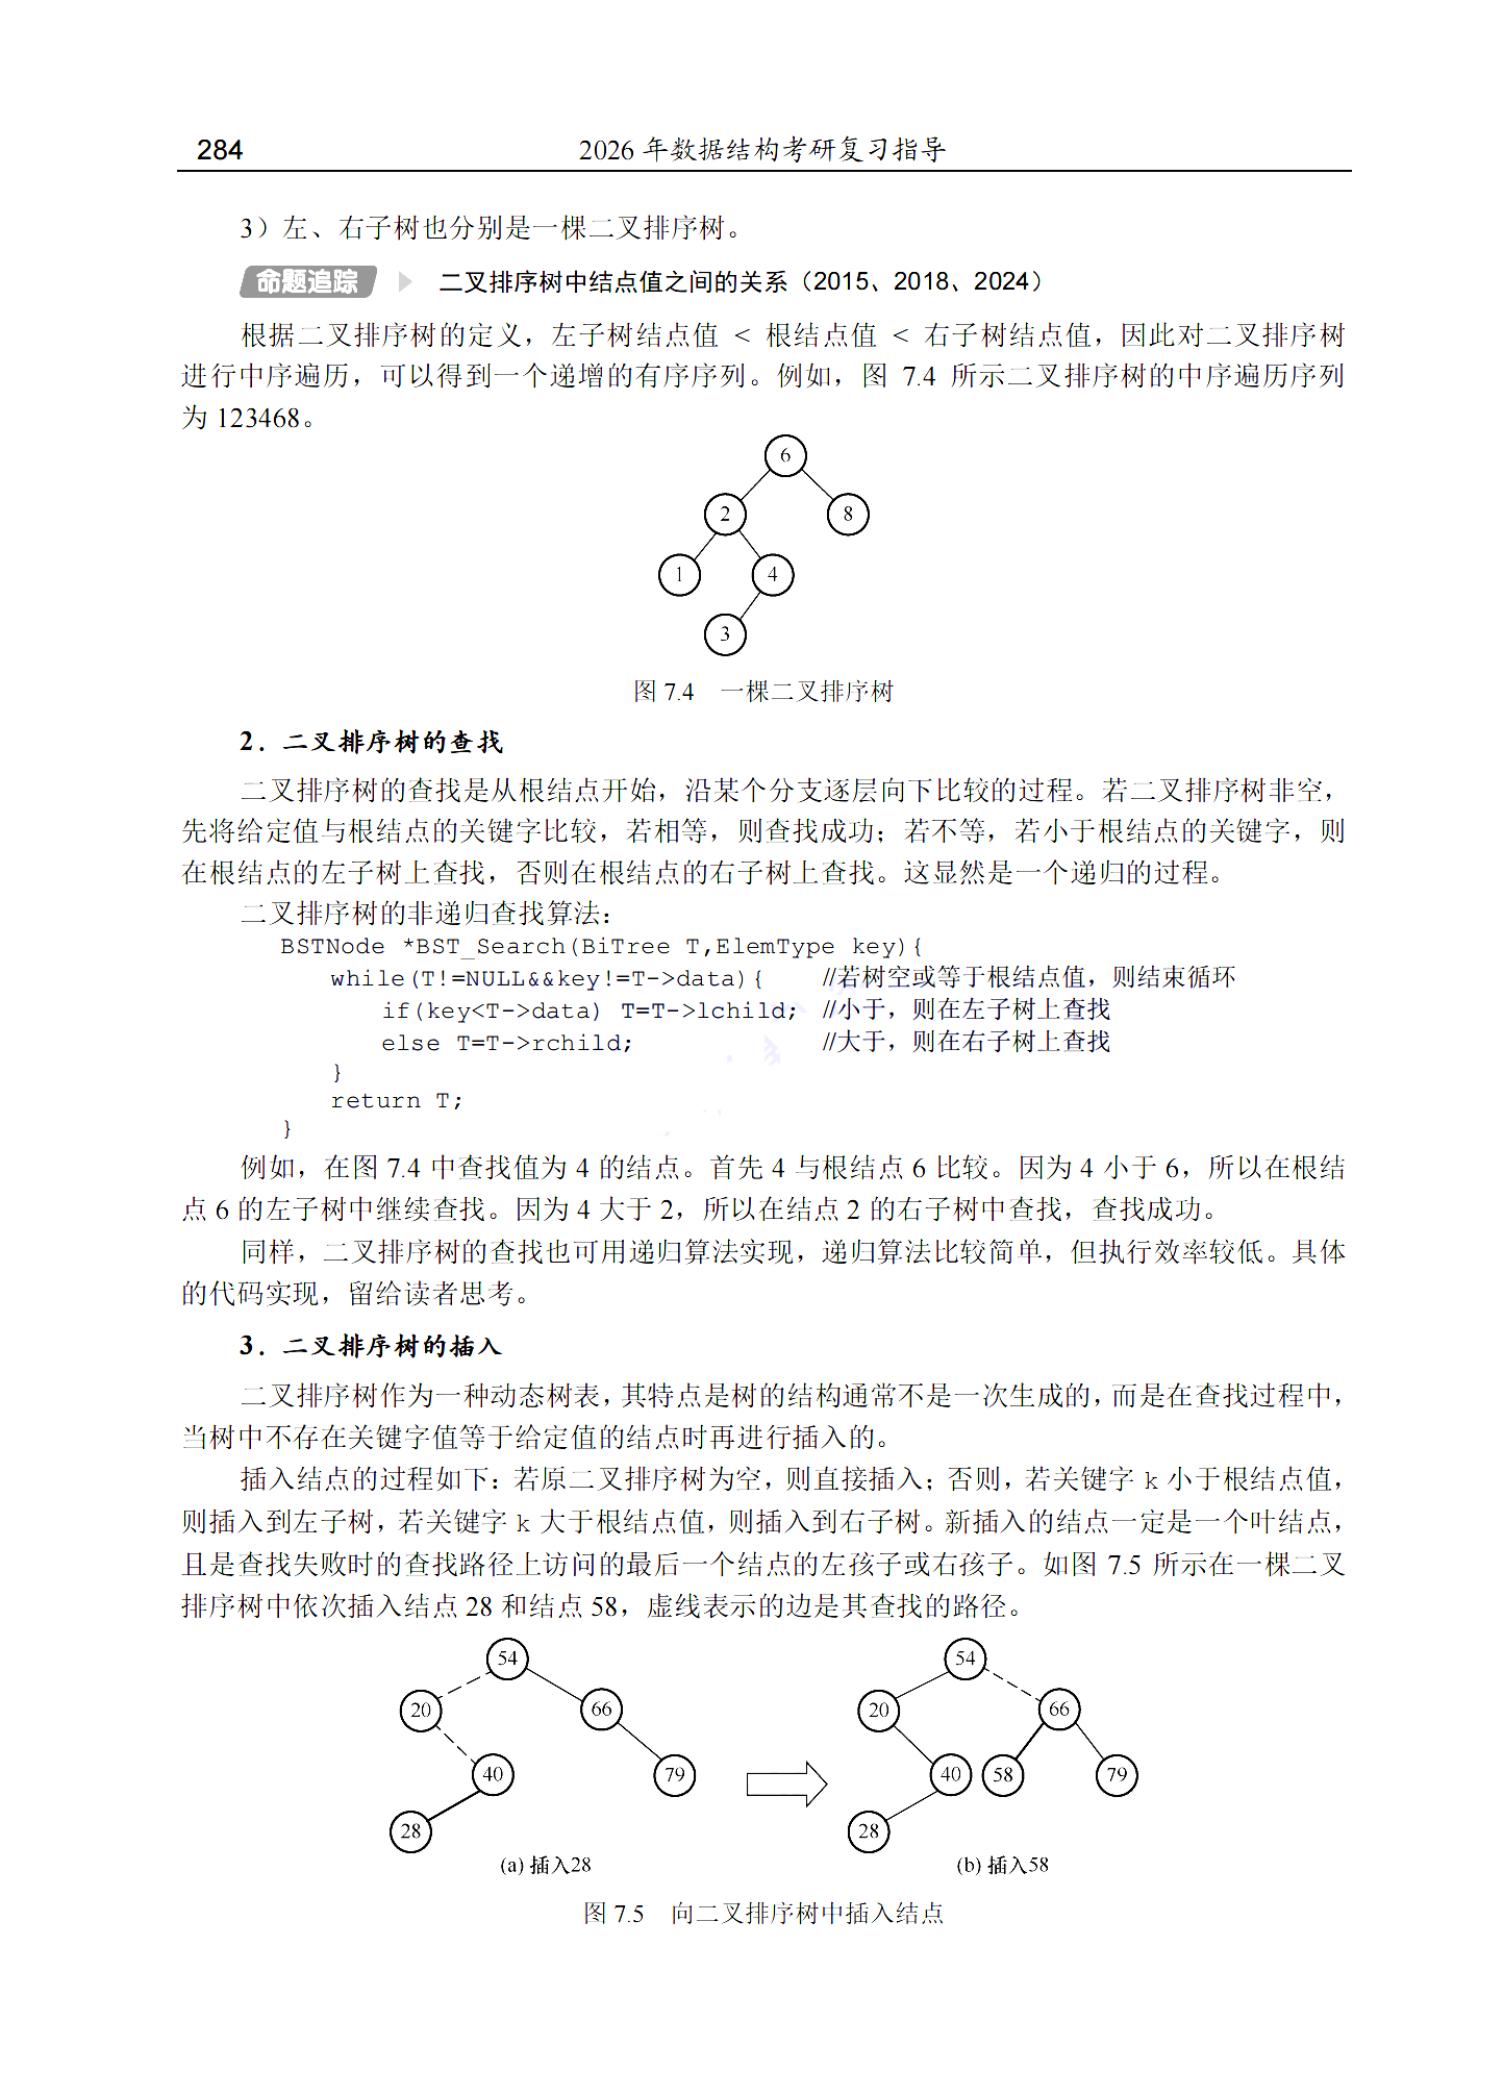 284
2026 年数据结构考研复习指导
3）左、右子树也分别是一棵二叉排序树。
命题追踪 二叉排序树中结点值之间的关系（2015、2018、2024）
根据二叉排序树的定义，左子树结点值 < 根结点值 < 右子树结点值，因此对二叉排序树
进行中序遍历，可以得到一个递增的有序序列。例如，图 7.4 所示二叉排序树的中序遍历序列
为 123468。
6
2 8
1 4
3
图 7.4 一棵二叉排序树
2．二叉排序树的查找
二叉排序树的查找是从根结点开始，沿某个分支逐层向下比较的过程。若二叉排序树非空，
先将给定值与根结点的关键字比较，若相等，则查找成功；若不等，若小于根结点的关键字，则
在根结点的左子树上查找，否则在根结点的右子树上查找。这显然是一个递归的过程。
二叉排序树的非递归查找算法：
BSTNode *BST_Search(BiTree T,ElemType key){
while(T!=NULL&&key!=T->data){ //若树空或等于根结点值，则结束循环
if(key<T->data) T=T->lchild; //小于，则在左子树上查找
else T=T->rchild; //大于，则在右子树上查找
}
return T;
}
例如，在图 7.4 中查找值为 4 的结点。首先 4 与根结点 6 比较。因为 4 小于 6，所以在根结
点 6 的左子树中继续查找。因为 4 大于 2，所以在结点 2 的右子树中查找，查找成功。
同样，二叉排序树的查找也可用递归算法实现，递归算法比较简单，但执行效率较低。具体
的代码实现，留给读者思考。
3．二叉排序树的插入
二叉排序树作为一种动态树表，其特点是树的结构通常不是一次生成的，而是在查找过程中，
当树中不存在关键字值等于给定值的结点时再进行插入的。
插入结点的过程如下：若原二叉排序树为空，则直接插入；否则，若关键字 k 小于根结点值，
则插入到左子树，若关键字 k 大于根结点值，则插入到右子树。新插入的结点一定是一个叶结点，
且是查找失败时的查找路径上访问的最后一个结点的左孩子或右孩子。如图 7.5 所示在一棵二叉
排序树中依次插入结点 28 和结点 58，虚线表示的边是其查找的路径。
54
20 66
40 79
28
(a) 插入28
54
20 66
40 58 79
28
(b) 插入58
图 7.5 向二叉排序树中插入结点